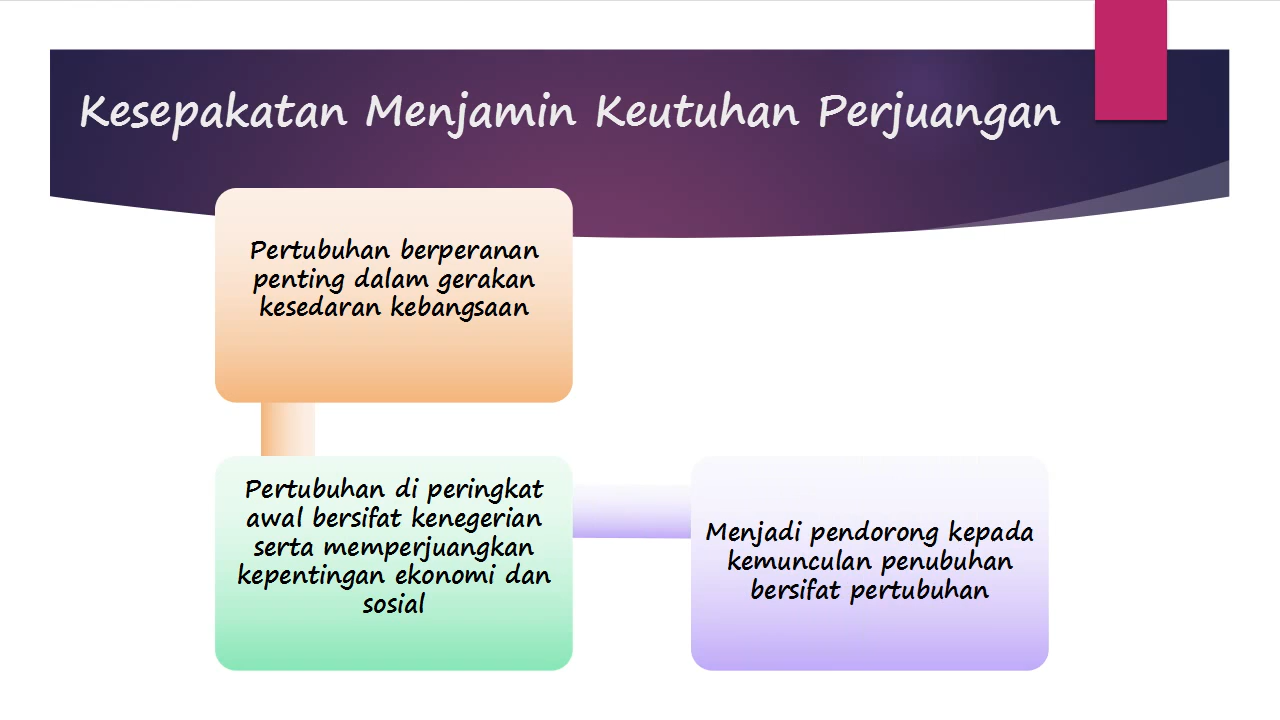 Kesepakatan Menjamin Keutuhan Perjuangan
Pertubuhan berperanan
penting dalam gerakan
kesedaran kebangsaan
Pertubuhan di peringkat
awal bersifat kenegerian
serta memperjuangkan
kepentingan ekonomi dan
sosial
Menjadi pendorong kepada
kemunculan penubuhan
bersifat pertubuhan